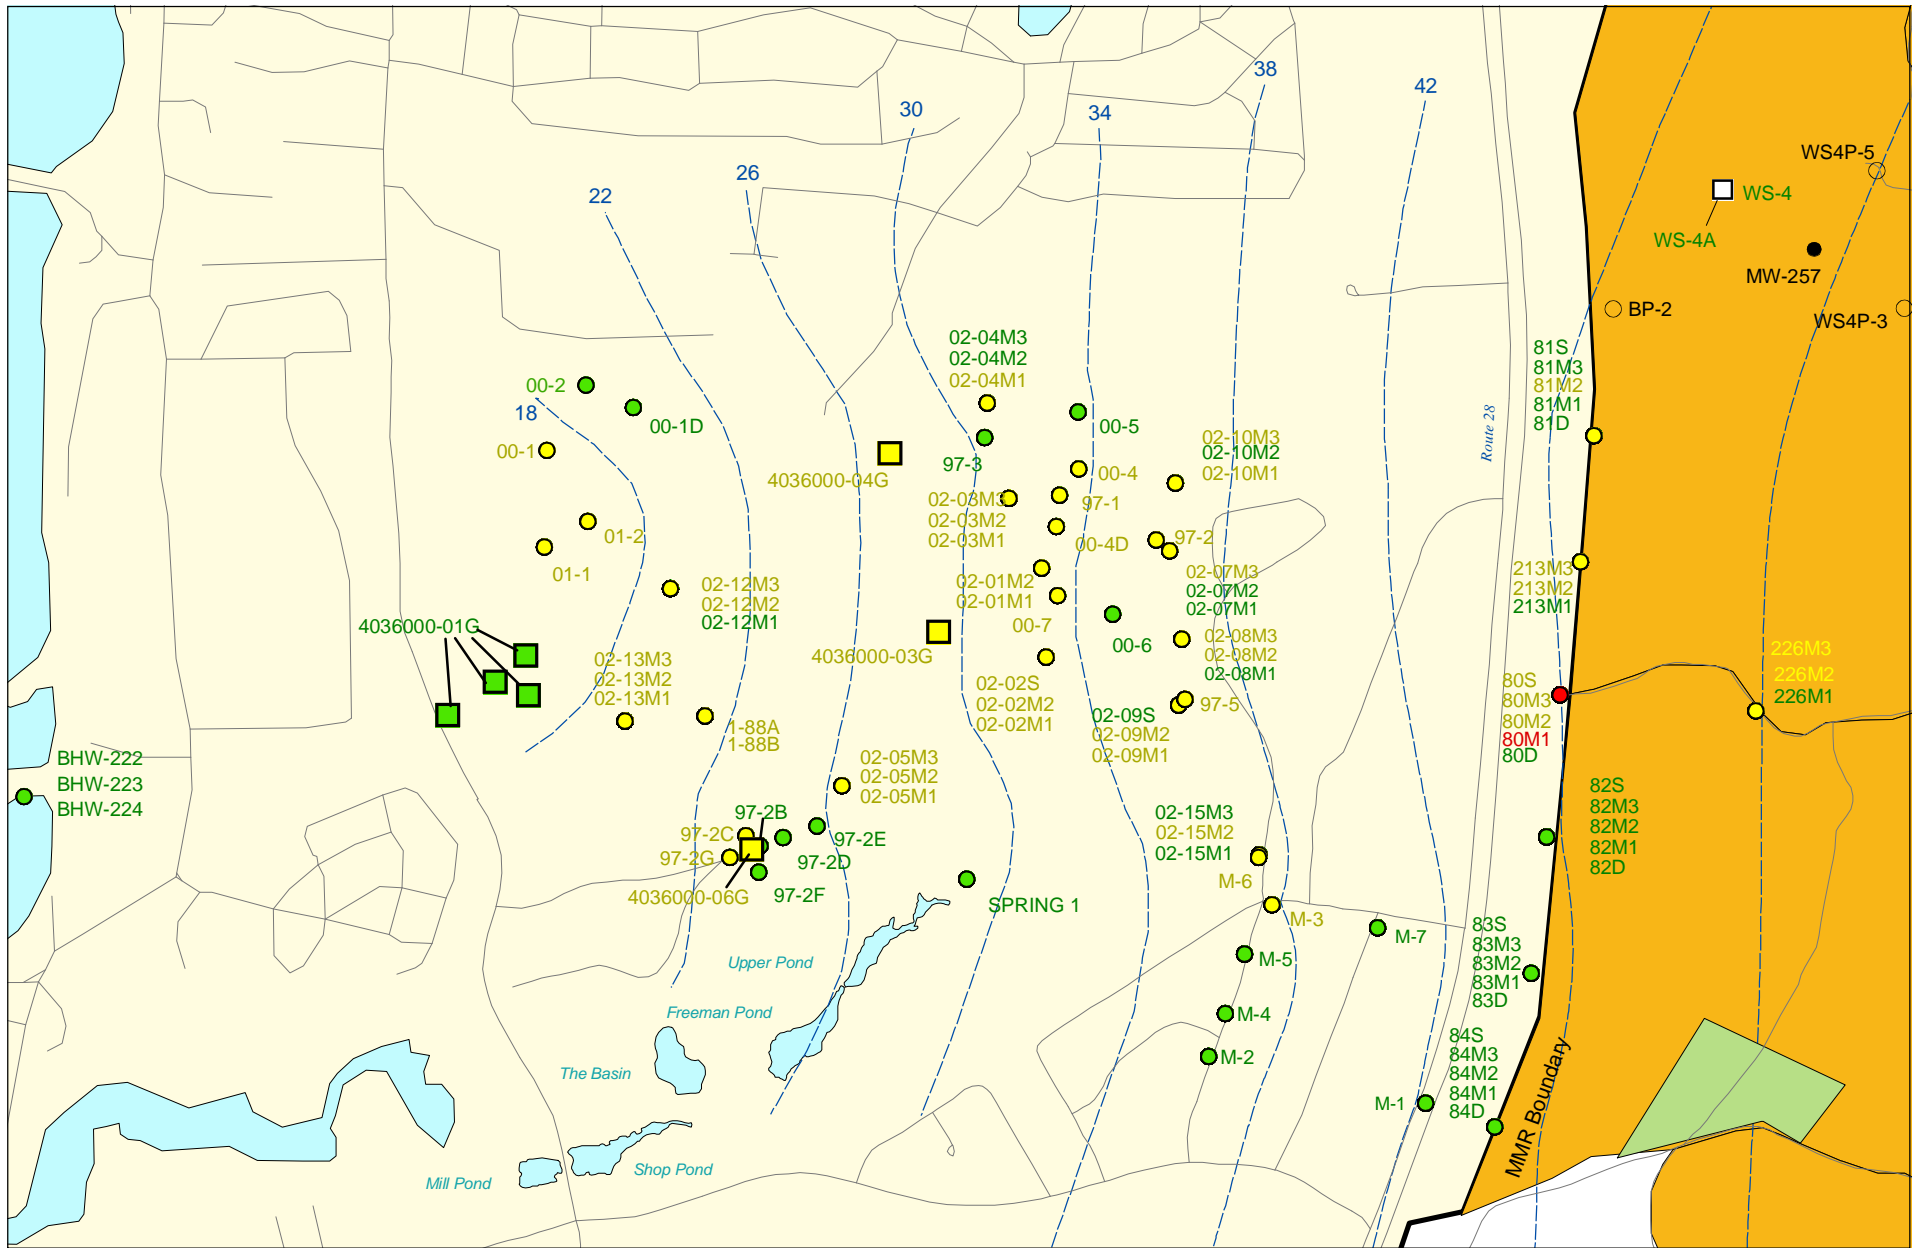 38
42
30
34
26
22
WS4P-5
WS-4
WS-4A
MW-257
BP-2
WS4P-3
02-04M3
02-04M2
02-04M1
81S
81M3
81M2
81M1
81D
00-2
18
00-1D
00-1
00-5
97-3
4036000-04G
02-10M3
02-10M2
02-10M1
Route 28
00-4
97-1
02-03M3
02-03M2
02-03M1
00-4D
97-2
01-2
01-1
02-07M3
02-07M2
02-07M1
213M3
213M2
213M1
02-12M3
02-12M2
02-12M1
02-01M2
02-01M1
00-7
4036000-01G
4036000-03G
00-6
02-08M3
02-08M2
02-08M1
226M3
226M2
226M1
02-13M3
02-13M2
02-13M1
02-02S
02-02M2
02-02M1
80S
80M3
80M2
80M1
80D
97-5
1-88A
1-88B
02-09S
02-09M2
02-09M1
BHW-222
BHW-223
BHW-224
02-05M3
02-05M2
02-05M1
82S
82M3
82M2
82M1
82D
97-2B
97-2C
97-2E
97-2G
97-2D
97-2F
4036000-06G
02-15M3
02-15M2
02-15M1
M-6
SPRING 1
M-3
M-7
83S
83M3
83M2
83M1
83D
M-5
Upper Pond
Freeman Pond
M-4
M-2
84S
84M3
84M2
84M1
84D
The Basin
M-1
MMR Boundary
Shop Pond
Mill Pond